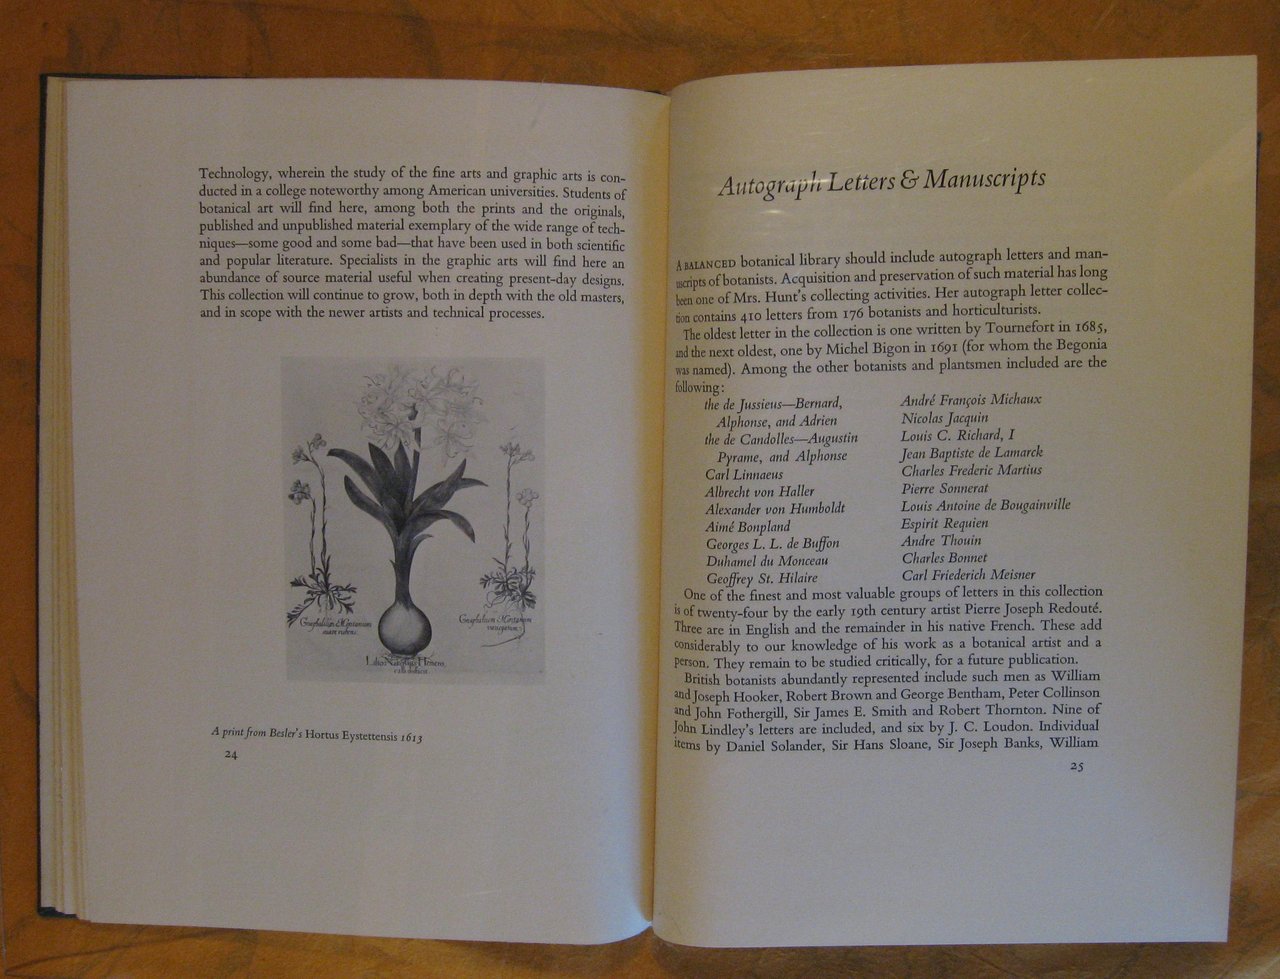 Technology, wherein the study of the fine arts and graphic arts is con-
ducted in a college noteworthy among American universities. Students of
botanical art will find here, among both the prints and the originals,
published and unpublished material exemplary of the wide range of tech-
niques—some good and some bad—that have been used in both scientific
and popular literature. Specialists in the graphic arts will find here an
abundance of source material useful when creating present-day designs.
This collection will continue to grow, both in depth with the old masters,
and in scope with the newer artists and technical processes.
Gnaphalium Montanum
Gnaphalium Montanum
A print from Besler's Hortus Eystettensis 1613
24
Autograph Letters & Manuscripts
A BALANCED botanical library should include autograph letters and man-
uscripts of botanists. Acquisition and preservation of such material has long
been one of Mrs. Hunt's collecting activities. Her autograph letter collec-
tion contains 410 letters from 176 botanists and horticulturists.
The oldest letter in the collection is one written by Tournefort in 1685,
and the next oldest, one by Michel Bigon in 1691 (for whom the Begonia
was named). Among the other botanists and plantsmen included are the
following:
the de Jussieus—Bernard,
Alphonse, and Adrien
the de Candolles—Augustin
Pyrame, and Alphonse
Carl Linnaeus
Albrecht von Haller
Alexander von Humboldt
Aimé Bonpland
Georges L. L. de Buffon
Duhamel du Monceau
Geoffrey St. Hilaire
André François Michaux
Nicolas Jacquin
Louis C. Richard, I
Jean Baptiste de Lamarck
Charles Frederic Martius
Pierre Sonnerat
Louis Antoine de Bougainville
Espirit Requien
Andre Thouin
Charles Bonnet
Carl Friederich Meisner
One of the finest and most valuable groups of letters in this collection
is of twenty-four by the early 19th century artist Pierre Joseph Redouté.
Three are in English and the remainder in his native French. These add
considerably to our knowledge of his work as a botanical artist and a
person. They remain to be studied critically, for a future publication.
British botanists abundantly represented include such men as William
and Joseph Hooker, Robert Brown and George Bentham, Peter Collinson
and John Fothergill, Sir James E. Smith and Robert Thornton. Nine of
John Lindley's letters are included, and six by J. C. Loudon. Individual
items by Daniel Solander, Sir Hans Sloane, Sir Joseph Banks, William
25